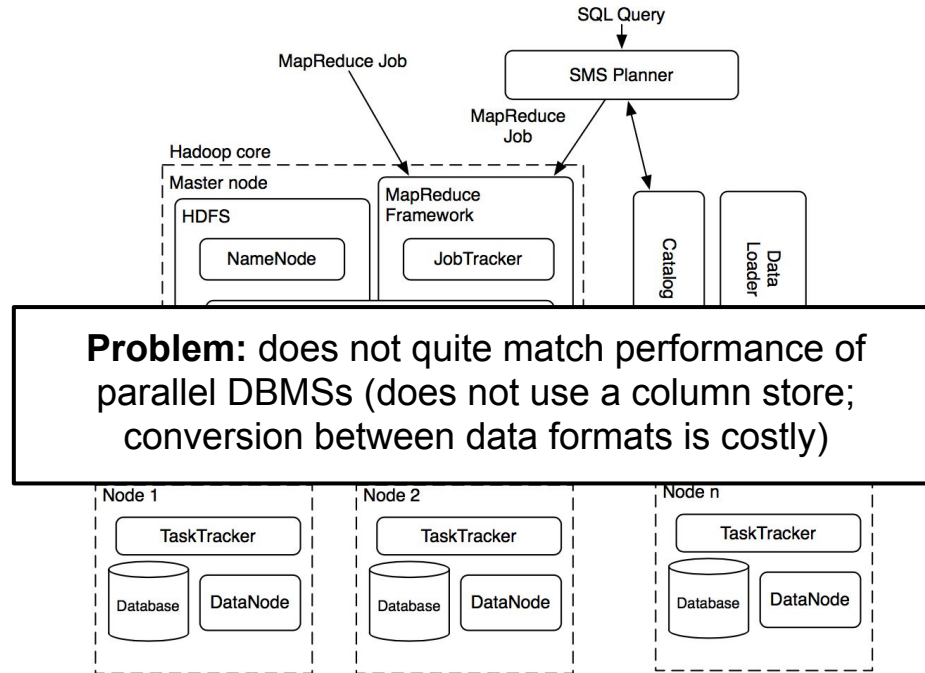 SQL Query
SMS Planner
MapReduce Job
MapReduce
Job
Hadoop core
Master node
HDFS
MapReduce
Framework
NameNode
JobTracker
Catalog
Data
Loader
Problem: does not quite match performance of
parallel DBMSs (does not use a column store;
conversion between data formats is costly)
Node 1
TaskTracker
Database
DataNode
Node 2
TaskTracker
Database
DataNode
Node n
TaskTracker
Database
DataNode